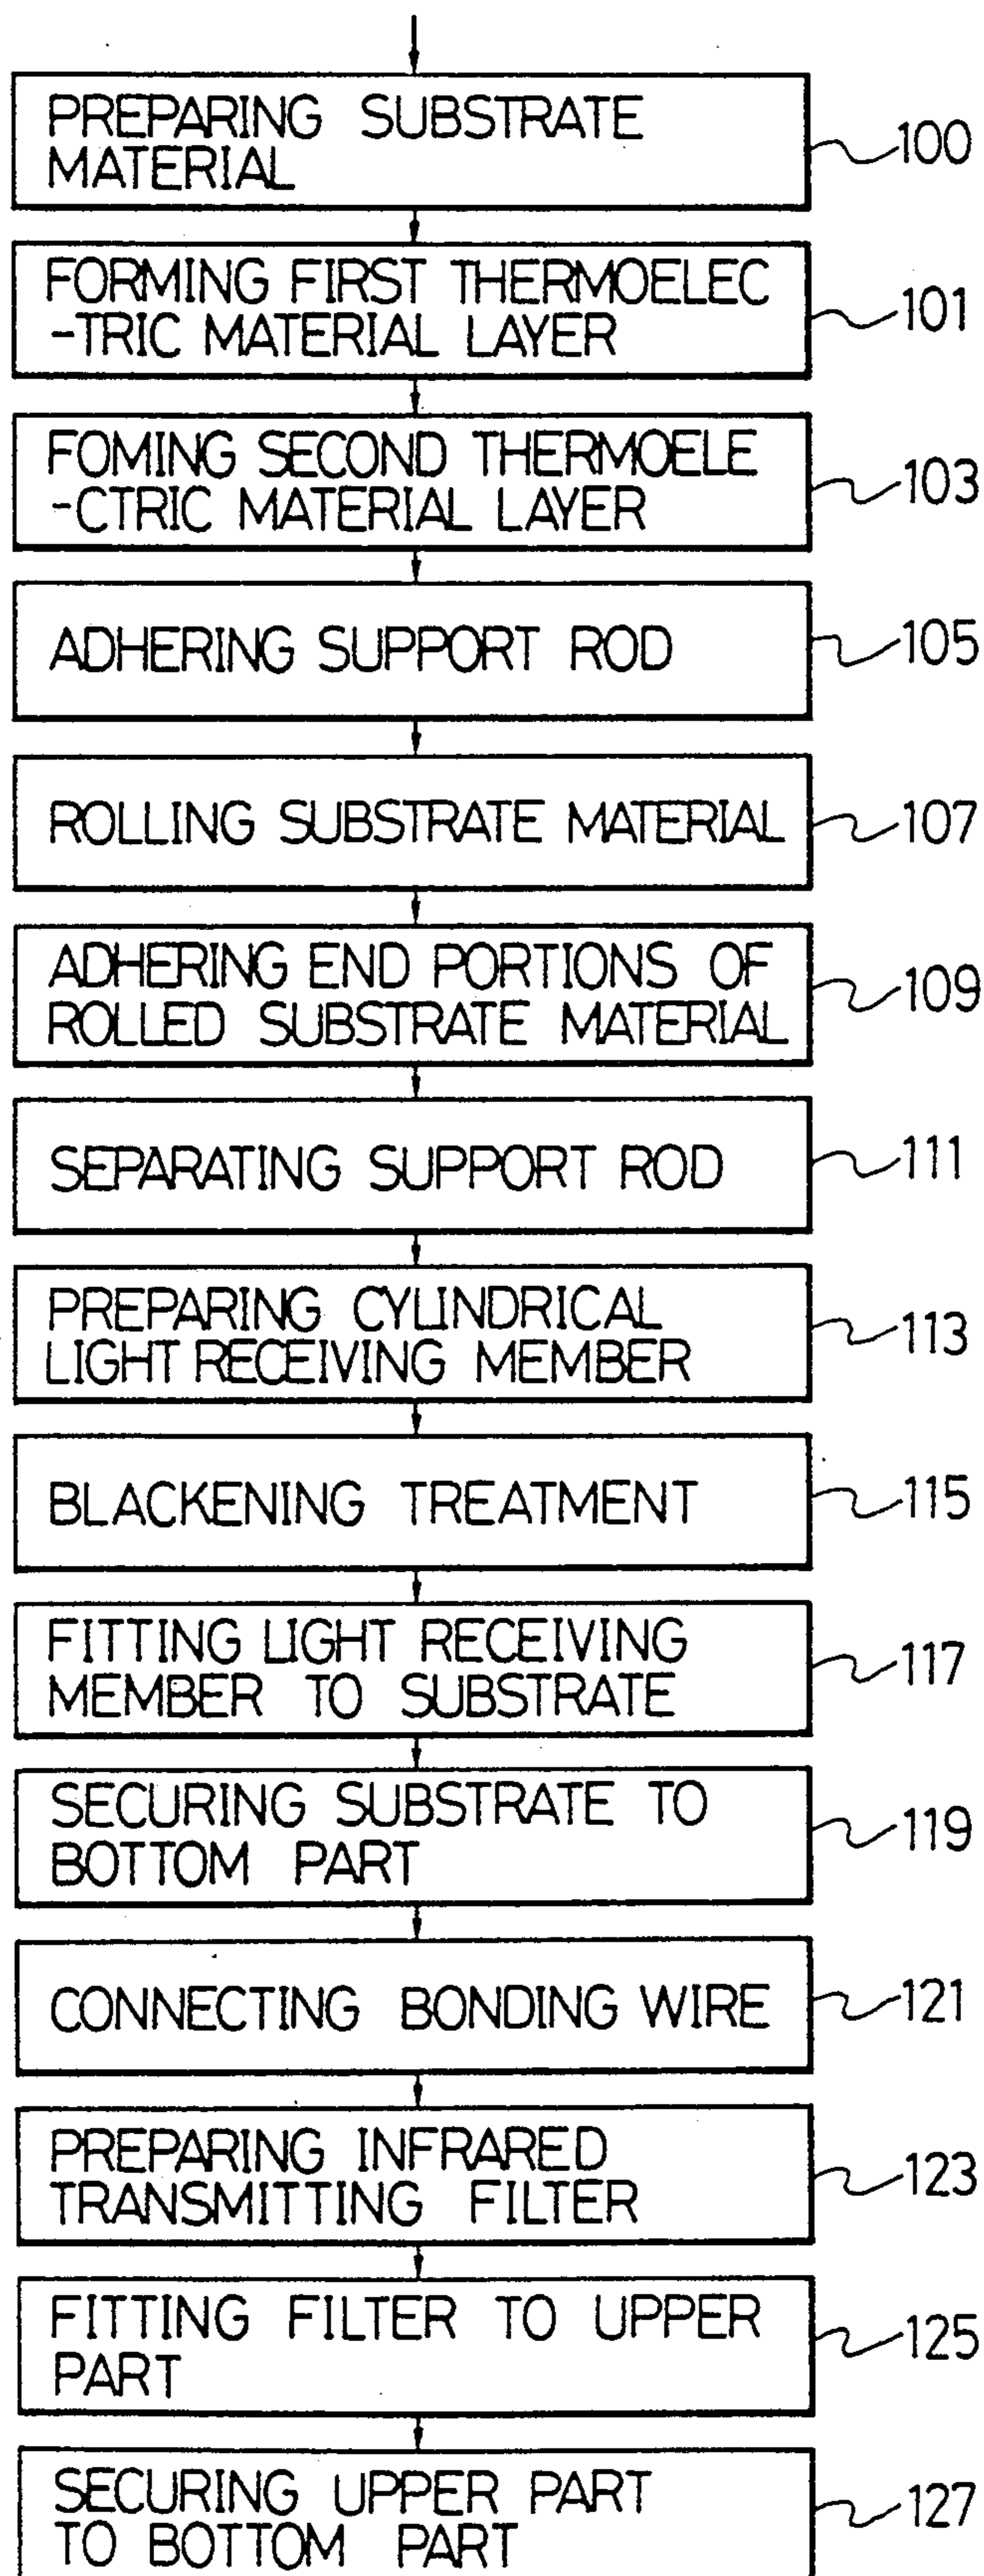 PREPARING SUBSTRATE
MATERIAL
100
FORMING FIRST THERMOELEC
-TRIC MATERIAL LAYER
101
FOMING SECOND THERMOELE
-CTRIC MATERIAL LAYER
103
ADHERING SUPPORT ROD
105
ROLLING SUBSTRATE MATERIAL
107
ADHERING END PORTIONS OF
ROLLED SUBSTRATE MATERIAL
109
SEPARATING SUPPORT ROD
111
PREPARING CYLINDRICAL
LIGHT RECEIVING MEMBER
113
BLACKENING TREATMENT
115
FITTING LIGHT RECEIVING
MEMBER TO SUBSTRATE
117
SECURING SUBSTRATE TO
BOTTOM PART
119
CONNECTING BONDING WIRE
121
PREPARING INFRARED
TRANSMITTING FILTER
123
FITTING FILTER TO UPPER
PART
125
SECURING UPPER PART
TO BOTTOM PART
127